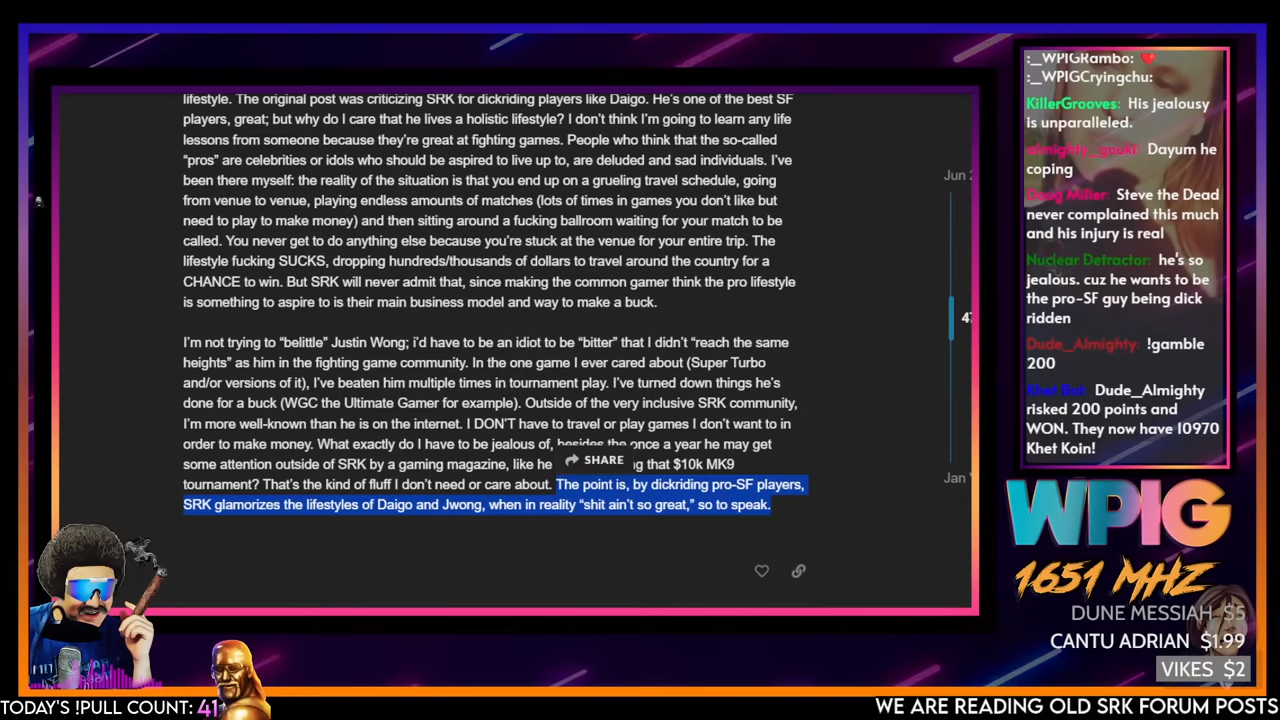 lifestyle. The original post was criticizing SRK for dickriding players like Daigo. He's one of the best SF
players, great; but why do I care that he lives a holistic lifestyle? I don't think I'm going to learn any life
lessons from someone because they're great at fighting games. People who think that the so-called
“pros” are celebrities or idols who should be aspired to live up to, are deluded and sad individuals. I've
been there myself: the reality of the situation is that you end up on a grueling travel schedule, going
from venue to venue, playing endless amounts of matches (lots of times in games you don't like but
need to play to make money) and then sitting around a fucking ballroom waiting for your match to be
called. You never get to do anything else because you're stuck at the venue for your entire trip. The
lifestyle fucking SUCKS, dropping hundreds/thousands of dollars to travel around the country for a
CHANCE to win. But SRK will never admit that, since making the common gamer think the pro lifestyle
is something to aspire to is their main business model and way to make a buck.
I'm not trying to “belittle” Justin Wong; i'd have to be an idiot to be “bitter” that I didn't “reach the same
heights” as him in the fighting game community. In the one game I ever cared about (Super Turbo
and/or versions of it), I've beaten him multiple times in tournament play. I've turned down things he's
done for a buck (WGC the Ultimate Gamer for example). Outside of the very inclusive SRK community,
I'm more well-known than he is on the internet. I DON'T have to travel or play games I don't want to in
order to make money. What exactly do I have to be jealous of, besides the once a year he may get
some attention outside of SRK by a gaming magazine, like he ng that $10k MK9
SHARE
tournament? That's the kind of fluff I don't need or care about. The point is, by dickriding pro-SF players,
SRK glamorizes the lifestyles of Daigo and Jwong, when in reality “shit ain't so great,” so to speak.
Jun 2
47
Jan '
:_WPIGRambo: ❤️
:_WPIGCryingchu:
KillerGrooves: His jealousy
is unparalleled.
almighty_gouki: Dayum he
coping
Doug Miller: Steve the Dead
never complained this much
and his injury is real
Nuclear Detractor: he's so
jealous. cuz he wants to be
the pro-SF guy being dick
ridden
Dude_Almighty: !gamble
200
Khet Bot: Dude_Almighty
risked 200 points and
WON. They now have 10970
Khet Koin!
WPIG
1651 MHZ
DUNE MESSIAH $5
CANTU ADRIAN $1.99
VIKES $2
TODAY'S !PULL COUNT: 41
WE ARE READING OLD SRK FORUM POSTS